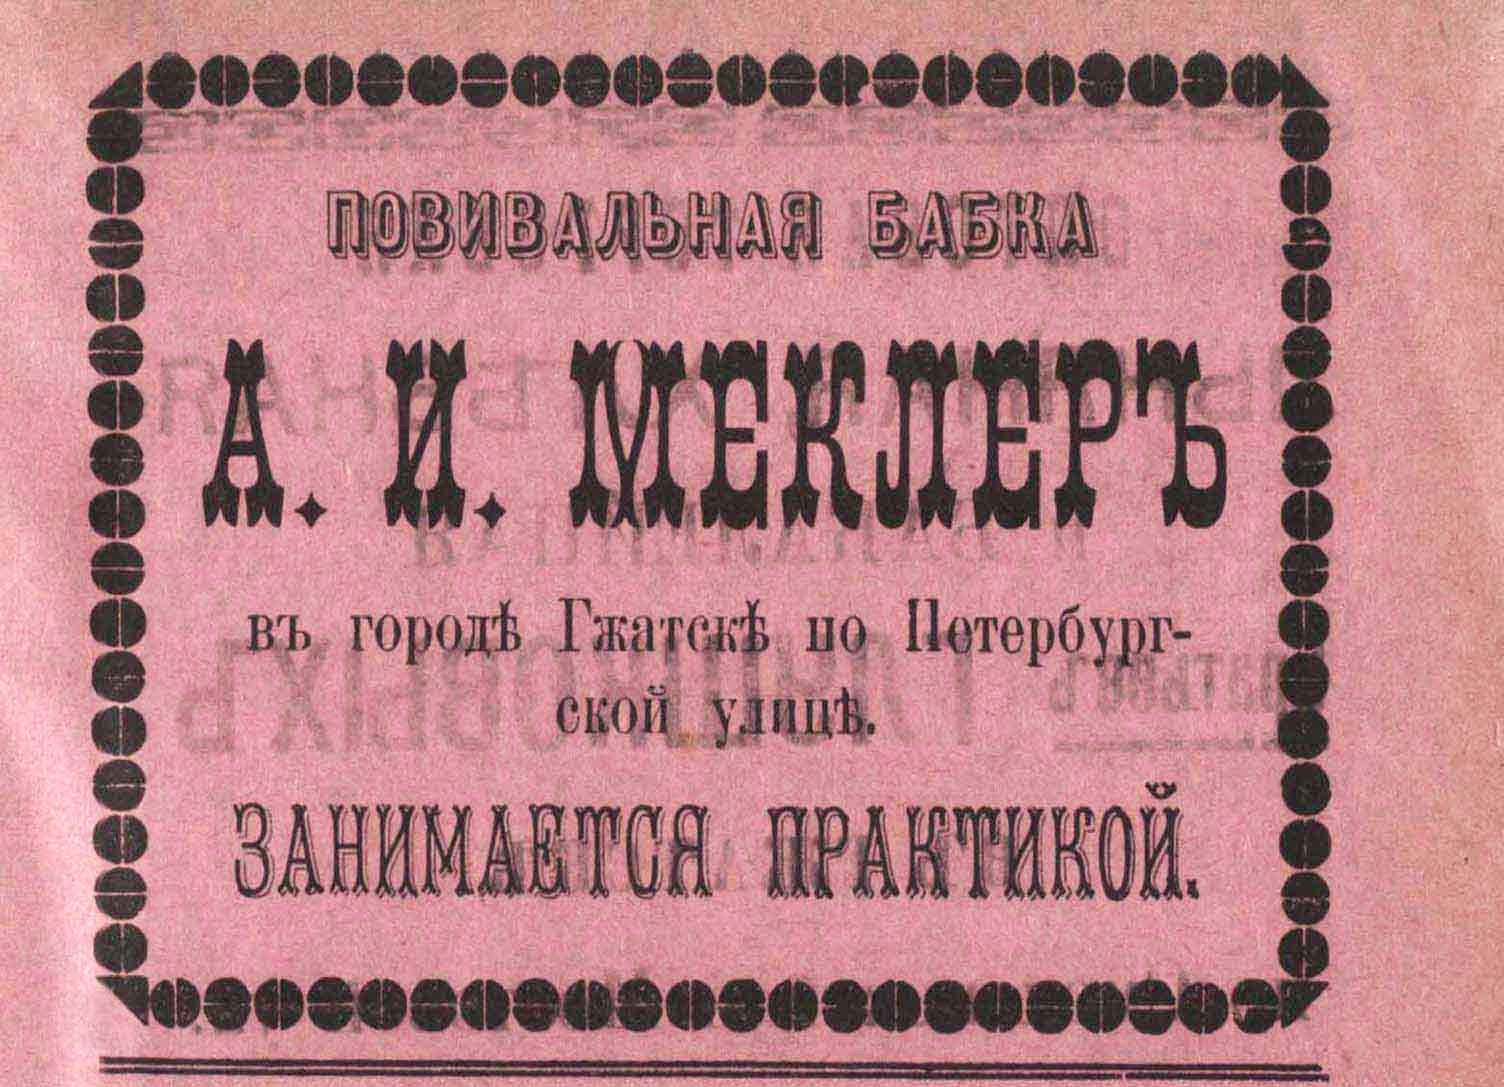 ПОВИВАЛЬНАЯ БАБКА
А. И. МЕКЛЕРЪ
въ городѣ Гжатскѣ по Петербург-
ской улицѣ.
ЗАНИМАЕТСЯ ПРАКТИКОЙ.